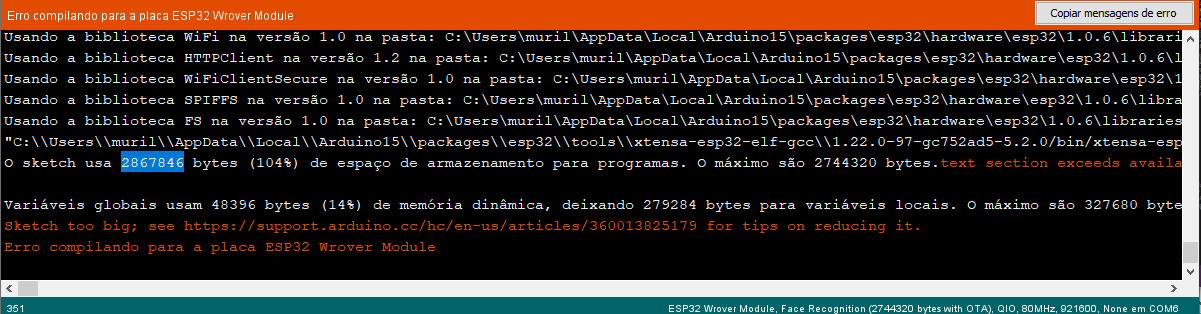 Erro compilando para a placa ESP32 Wrover Module
Copiar mensagens de erro
Usando a biblioteca WiFi na versão 1.0 na pasta: C:\Users\muril\AppData\Local\Arduino15\packages\esp32\hardware\esp32\1.0.6\librari
Usando a biblioteca HTTPClient na versão 1.2 na pasta: C:\Users\muril\AppData\Local\Arduino15\packages\esp32\hardware\esp32\1.0.6\l
Usando a biblioteca WiFiClientSecure na versão 1.0 na pasta: C:\Users\muril\AppData\Local\Arduino15\packages\esp32\hardware\esp32\1
Usando a biblioteca SPIFFS na versão 1.0 na pasta: C:\Users\muril\AppData\Local\Arduino15\packages\esp32\hardware\esp32\1.0.6\libra
Usando a biblioteca FS na versão 1.0 na pasta: C:\Users\muril\AppData\Local\Arduino15\packages\esp32\hardware\esp32\1.0.6\libraries
"C:\\Users\\muril\\AppData\\Local\\Arduino15\\packages\\esp32\\tools\\xtensa-esp32-elf-gcc\\1.22.0-97-gc752ad5-5.2.0/bin/xtensa-esp
O sketch usa 2867846 bytes (104%) de espaço de armazenamento para programas. O máximo são 2744320 bytes.text section exceeds availa
Variáveis globais usam 48396 bytes (14%) de memória dinâmica, deixando 279284 bytes para variáveis locais. O máximo são 327680 byte
Sketch too big; see https://support.arduino.cc/hc/en-us/articles/360013825179 for tips on reducing it.
Erro compilando para a placa ESP32 Wrover Module
351
ESP32 Wrover Module, Face Recognition (2744320 bytes with OTA), QIO, 80MHz, 921600, None em COM6